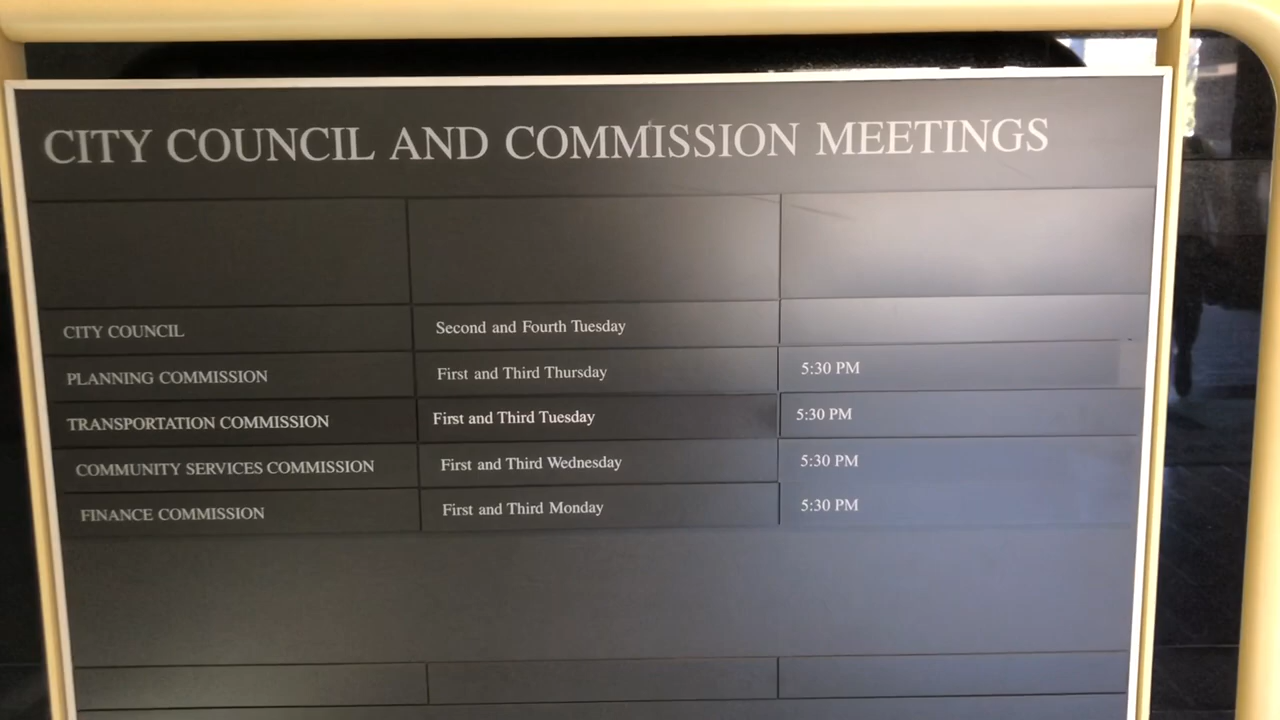 CITY COUNCIL AND COMMISSION MEETINGS
CITY COUNCIL Second and Fourth Tuesday
PLANNING COMMISSION First and Third Thursday 5:30 PM
TRANSPORTATION COMMISSION First and Third Tuesday 5:30 PM
COMMUNITY SERVICES COMMISSION First and Third Wednesday 5:30 PM
FINANCE COMMISSION First and Third Monday 5:30 PM